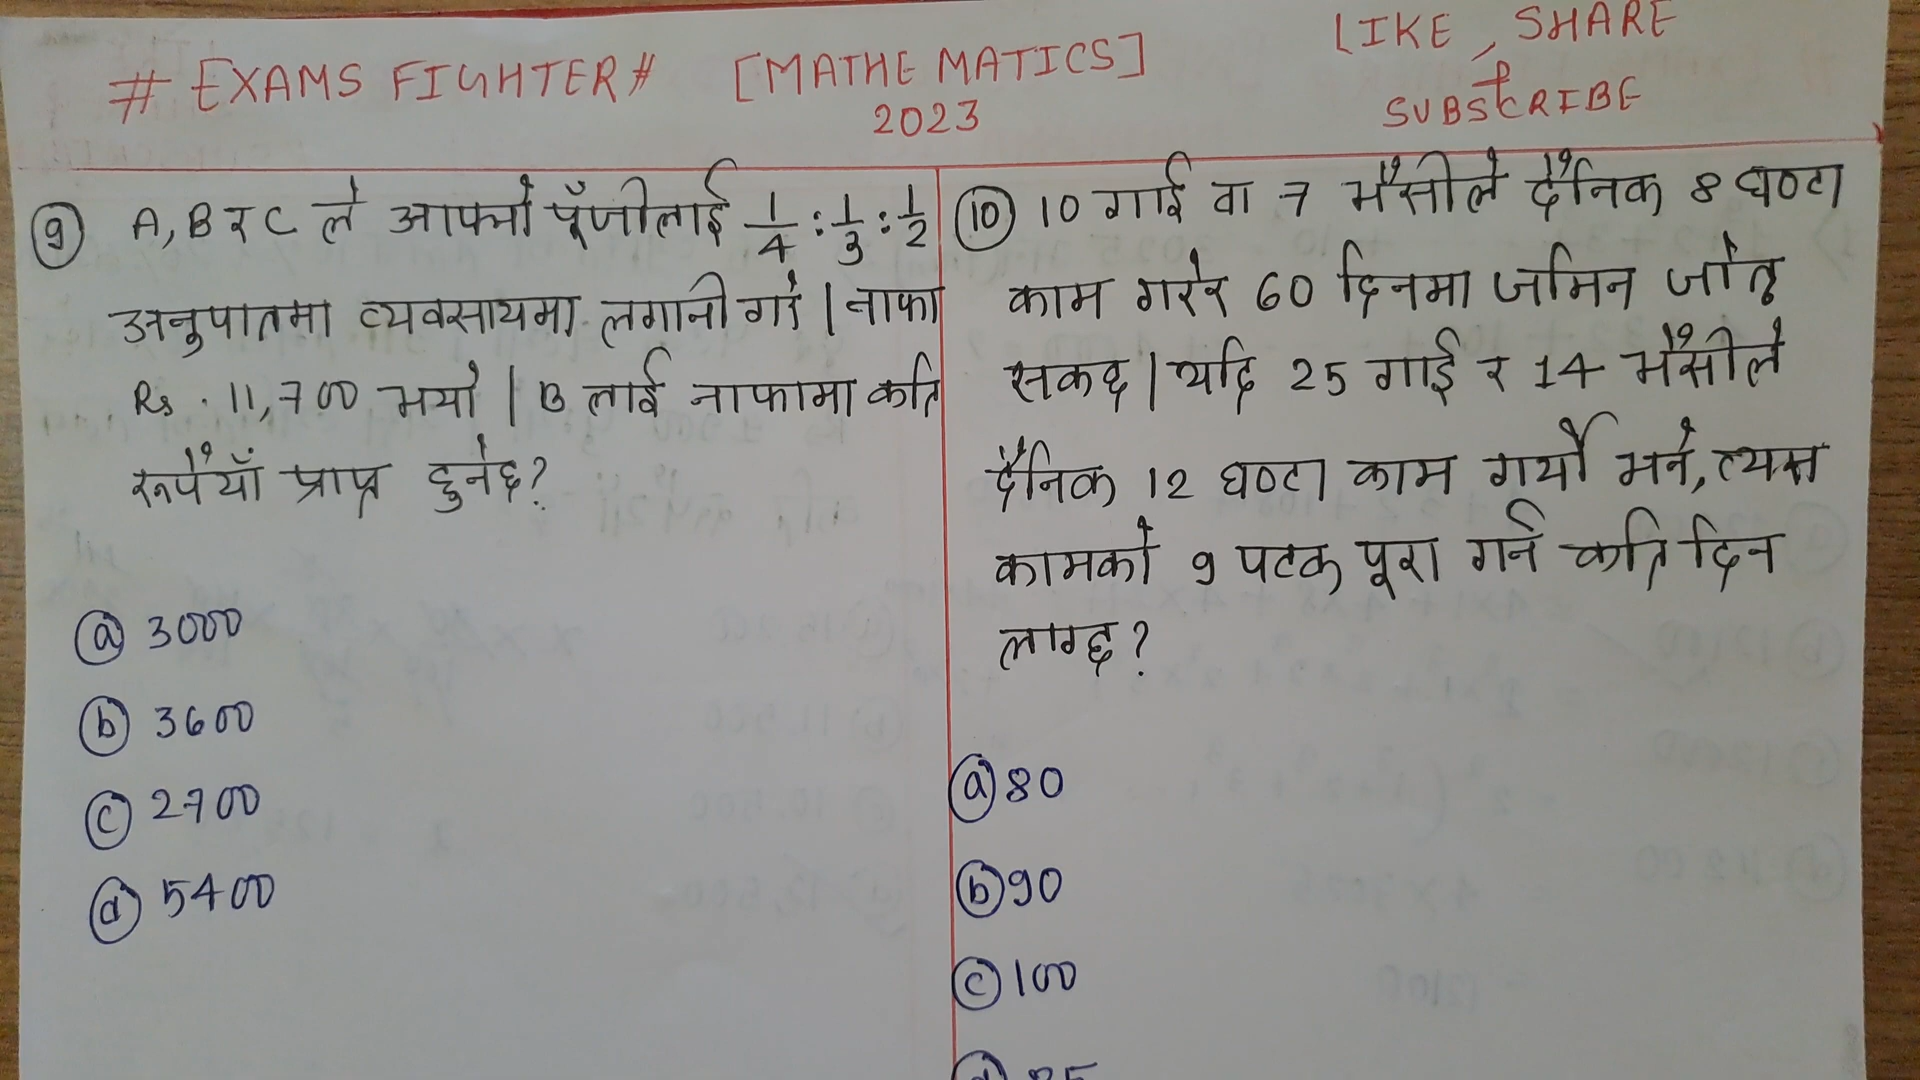 # EXAMS FIGHTER # [MATHEMATICS]
2023
LIKE, SHARE
&
SUBSCRIBE
9 A, B र C ले आफ्नो पूँजीलाई 1/4 : 1/3 : 1/2
अनुपातमा व्यवसायमा लगानी गरे | नाफा
Rs. 11,700 भयो | B लाई नाफामा कति
रूपैयाँ प्राप्त हुनेछ?
a 3000
b 3600
c 2700
d 5400
10 10 गाई वा 7 भैंसीले दैनिक 8 घण्टा
काम गरेर 60 दिनमा जमिन जोत्न
सक्छ | यदि 25 गाई र 14 भैंसीले
दैनिक 12 घण्टा काम गर्यो भने, त्यस
कामको 9 पटक पूरा गर्न कति दिन
लाग्छ?
a 80
b 90
c 100